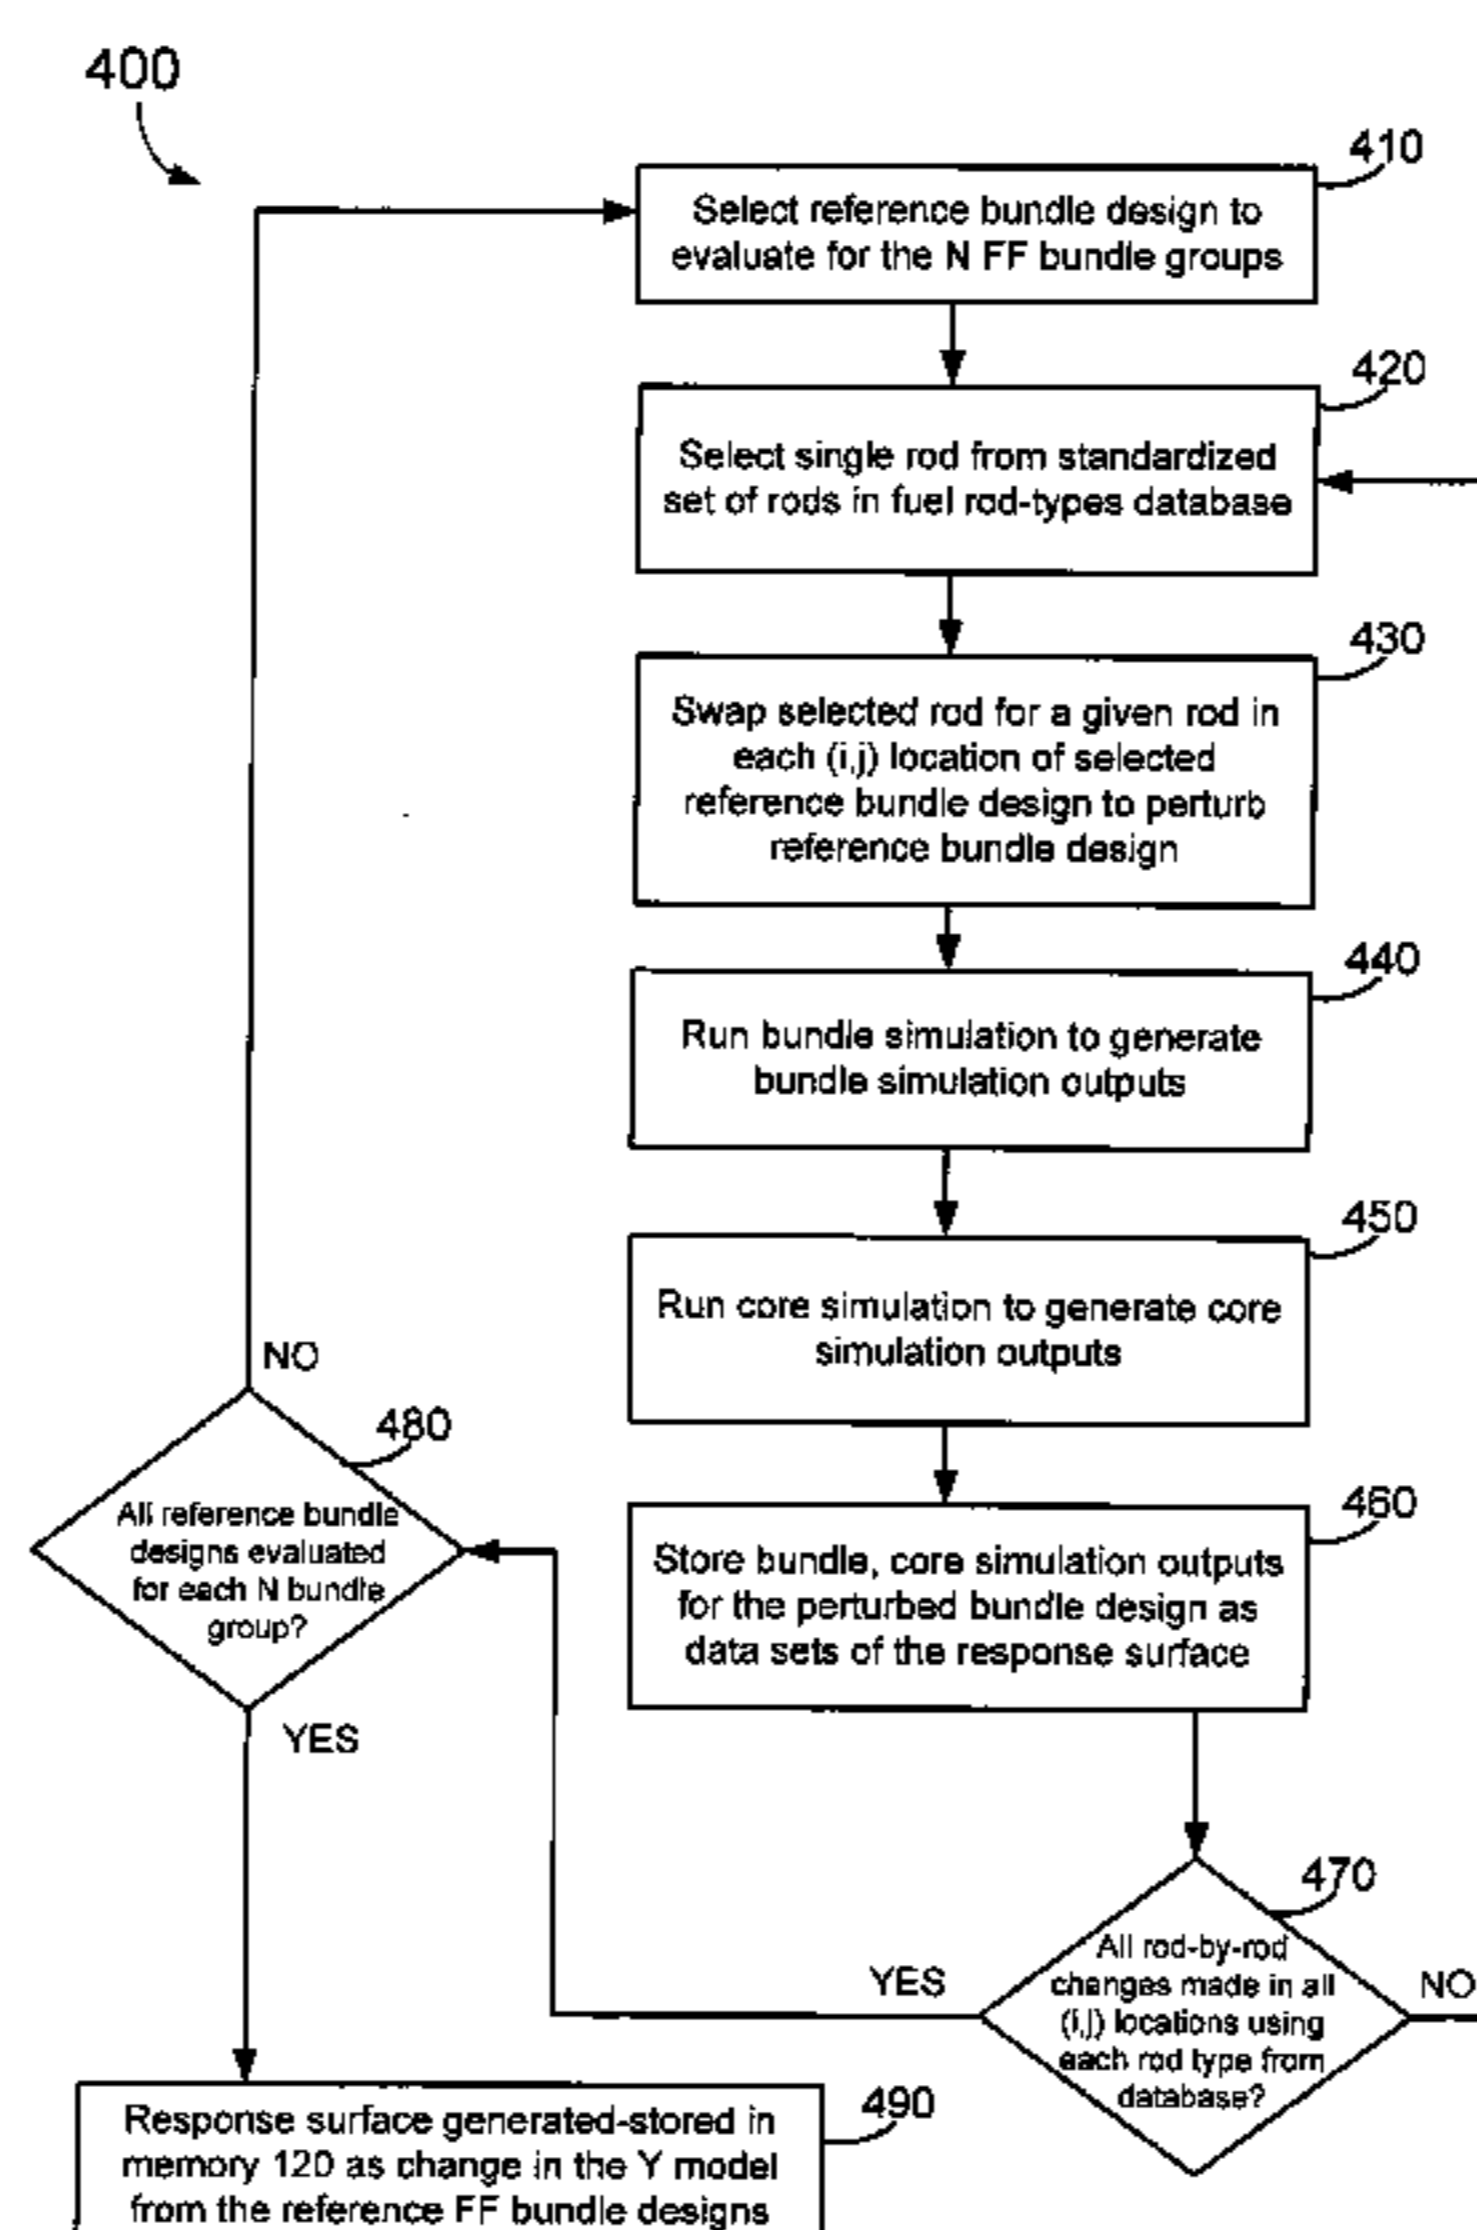 400
410
Select reference bundle design to
evaluate for the N FF bundle groups
420
Select single rod from standardized
set of rods in fuel rod-types database
430
Swap selected rod for a given rod in
each (i,j) location of selected
reference bundle design to perturb
reference bundle design
440
Run bundle simulation to generate
bundle simulation outputs
450
Run core simulation to generate core
simulation outputs
NO
480
All reference bundle
designs evaluated
for each N bundle
group?
YES
460
Store bundle, core simulation outputs
for the perturbed bundle design as
data sets of the response surface
470
All rod-by-rod
changes made in all
(i,j) locations using
each rod type from
database?
YES
NO
490
Response surface generated-stored in
memory 120 as change in the Y model
from the reference FF bundle designs